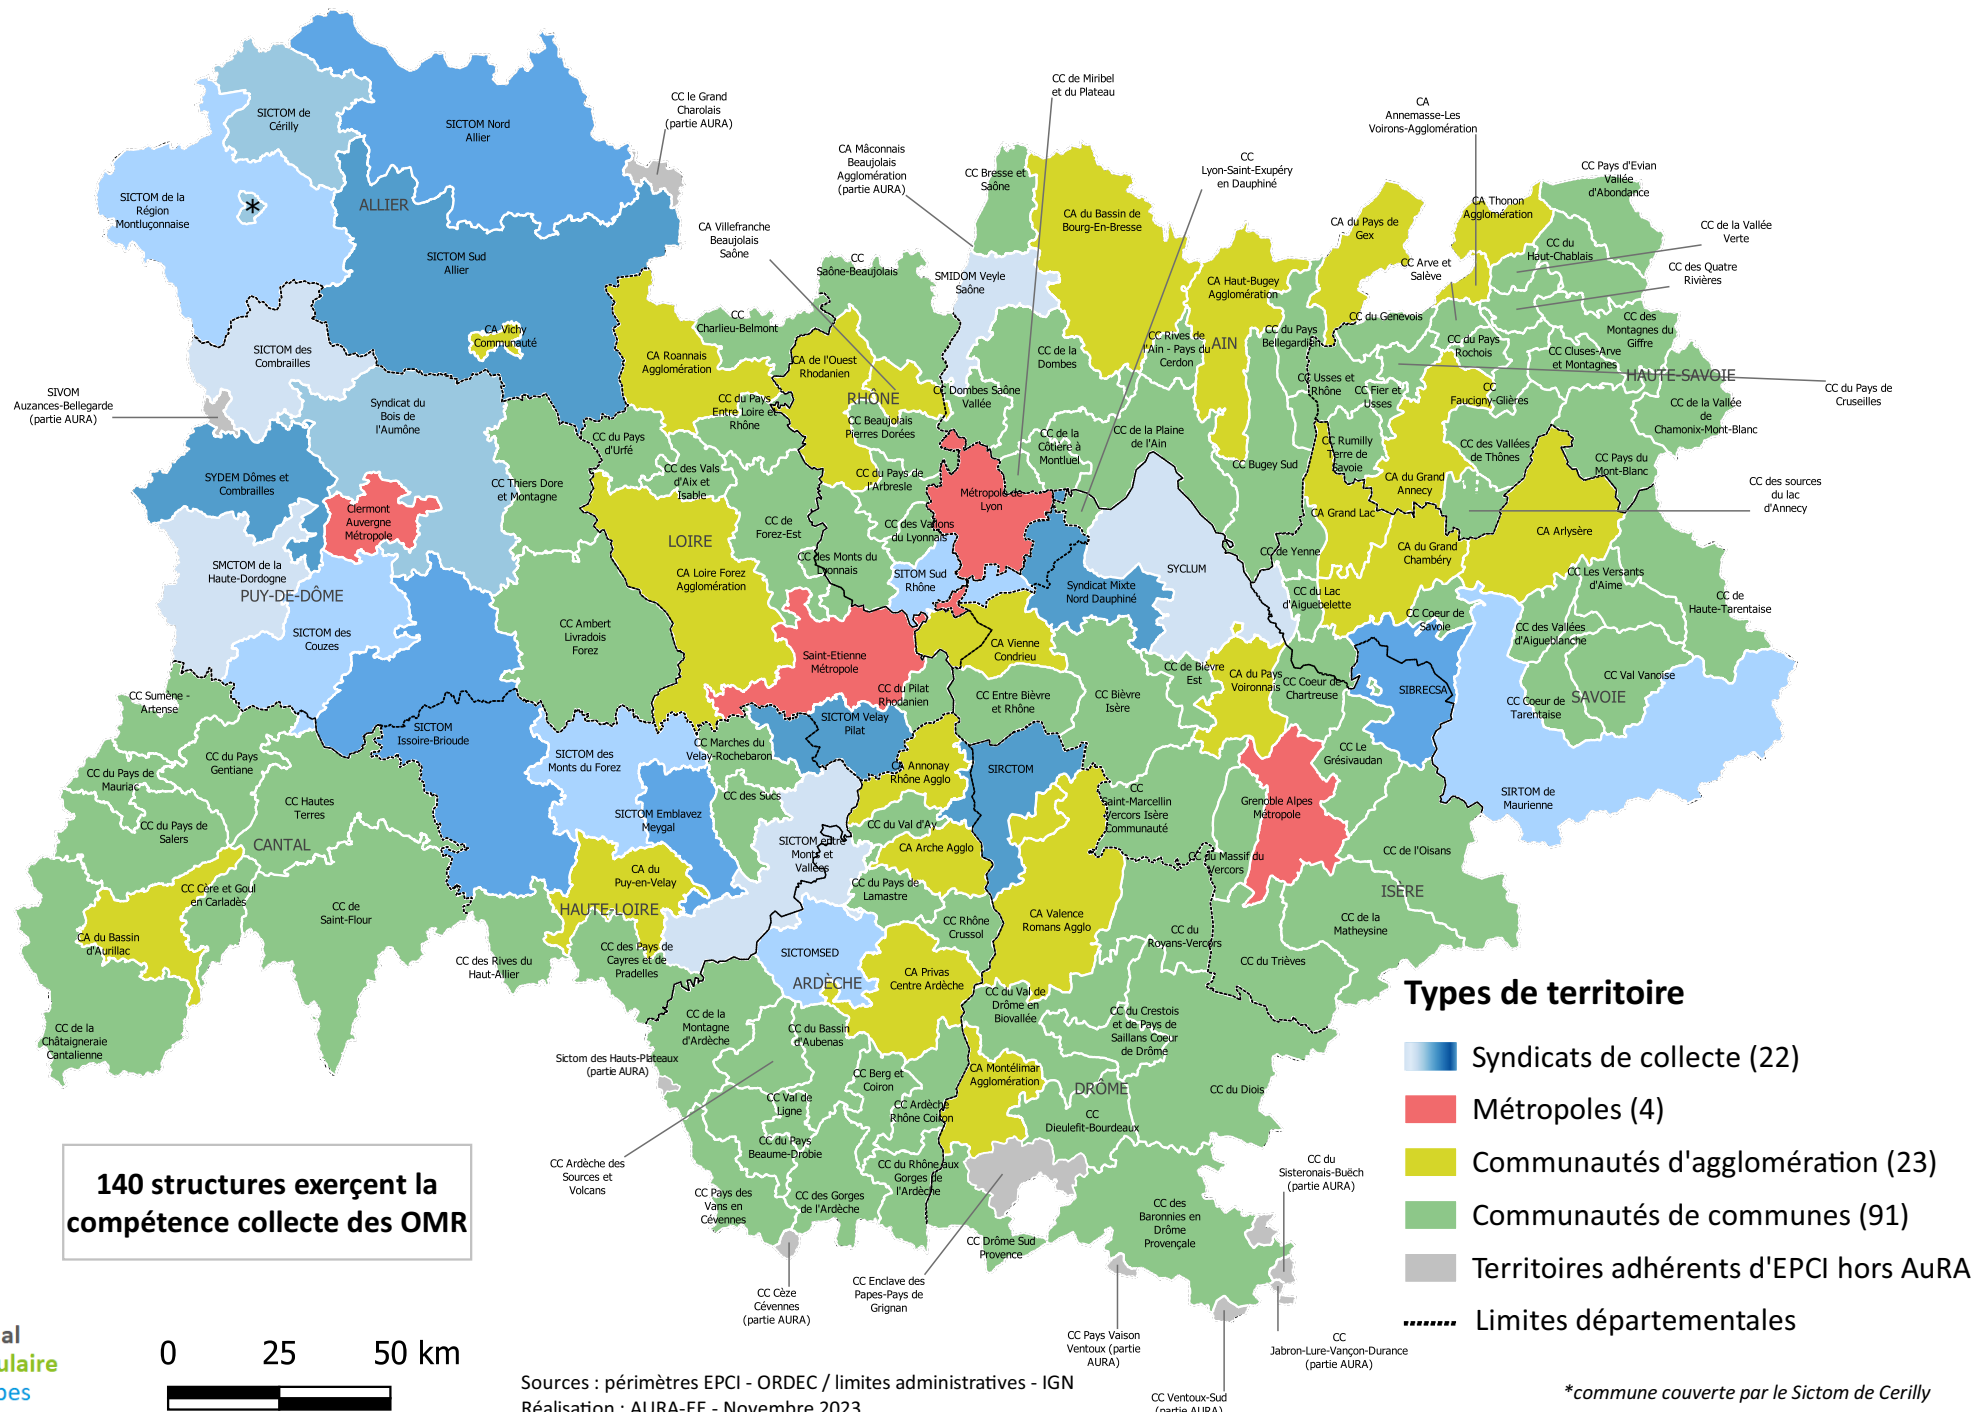 CC de Miribel
et du Plateau
CC le Grand
Charolais
(partie AURA)
CA
Annemasse-Les
Voirons-Agglomération
SICTOM de
Cérilly
SICTOM Nord
Allier
CA Mâconnais
Beaujolais
Agglomération
(partie AURA)
CC Bresse et
Saône
CC
Lyon-Saint-Exupéry
en Dauphiné
CC Pays d'Evian
Vallée
d'Abondance
SICTOM de la
Région
Montluçonnaise
*
ALLIER
CA du Bassin de
Bourg-En-Bresse
CA du Pays de
Gex
CA Thonon
Agglomération
CC de la Vallée
Verte
CA Villefranche
Beaujolais
Saône
CC du
Haut-Chablais
SICTOM Sud
Allier
CC
Saône-Beaujolais
SMIDOM Veyle
Saône
CA Haut-Bugey
Agglomération
CC Arve et
Salève
CC des Quatre
Rivières
CC
Charlieu-Belmont
CC du Genevois
CC des
Montagnes du
Giffre
CA Vichy
Communauté
SICTOM des
Combrailles
CA Roannais
Agglomération
CA de l'Ouest
Rhodanien
CC de la
Dombes
CC Rives de
l'Ain - Pays du
Cerdon
AIN
CC du Pays
Bellegardien
CC du Pays
Rochois
CC Cluses-Arve
et Montagnes
HAUTE-SAVOIE
SIVOM
Auzances-Bellegarde
(partie AURA)
Syndicat du
Bois de
l'Aumône
CC du Pays
Entre Loire et
Rhône
RHÔNE
CC Dombes Saône
Vallée
CC Usses et
Rhône
CC Fier et
Usses
CC
Faucigny-Glières
CC du Pays de
Cruseilles
CC de la Vallée
de
Chamonix-Mont-Blanc
CC Beaujolais
Pierres Dorées
CC du Pays
d'Urfé
CC de la
Côtière à
Montluel
CC de la Plaine
de l'Ain
CC Rumilly
Terre de
Savoie
CC des Vallées
de Thônes
CC Pays du
Mont-Blanc
SYDEM Dômes et
Combrailles
CC Thiers Dore
et Montagne
CC des Vals
d'Aix et
Isable
CC du Pays de
l'Arbresle
CC Bugey Sud
CA du Grand
Annecy
CC des sources
du lac
d'Annecy
Clermont
Auvergne
Métropole
Métropole de
Lyon
CA Grand Lac
CC de
Forez-Est
CC des Vallons
du Lyonnais
CA Arlysère
LOIRE
CC de Yenne
CA du Grand
Chambéry
SMCTOM de la
Haute-Dordogne
PUY-DE-DÔME
CA Loire Forez
Agglomération
CC des Monts du
Lyonnais
SITOM Sud
Rhône
Syndicat Mixte
Nord Dauphiné
SYCLUM
CC du Lac
d'Aiguebelette
CC Les Versants
d'Aime
CC de
Haute-Tarentaise
SICTOM des
Couzes
CC Ambert
Livradois
Forez
CC Coeur de
Savoie
CC des Vallées
d'Aigueblanche
CA Vienne
Condrieu
Saint-Etienne
Métropole
CC de Bièvre
Est
CA du Pays
Voironnais
CC Coeur de
Chartreuse
SIBRECSA
CC Val Vanoise
SAVOIE
CC Coeur de
Tarentaise
CC Sumène -
Artense
CC du Pilat
Rhodanien
CC Entre Bièvre
et Rhône
CC Bièvre
Isère
SICTOM
Issoire-Brioude
SICTOM Velay
Pilat
CC du Pays
Gentiane
SICTOM des
Monts du Forez
CC Marches du
Velay-Rochebaron
CC Le
Grésivaudan
CC du Pays de
Mauriac
CA Annonay
Rhône Agglo
SIRCTOM
CC Hautes
Terres
CC des Sucs
CC
Saint-Marcellin
Vercors Isère
Communauté
Grenoble Alpes
Métropole
SIRTOM de
Maurienne
CC du Pays de
Salers
SICTOM Emblavez
Meygal
CC du Val d'Ay
CANTAL
SICTOM entre
Monts et
Vallées
CA Arche Agglo
CC de l'Oisans
CC du Massif du
Vercors
CC Cère et Goul
en Carladès
CA du
Puy-en-Velay
CC du Pays de
Lamastre
ISÈRE
CC de
Saint-Flour
HAUTE-LOIRE
CC Rhône
Crussol
CA Valence
Romans Agglo
CC de la
Matheysine
CA du Bassin
d'Aurillac
CC des Rives du
Haut-Allier
CC des Pays de
Cayres et de
Pradelles
SICTOMSED
CC du
Royans-Vercors
CC du Trièves
ARDÈCHE
CA Privas
Centre Ardèche
CC du Val de
Drôme en
Biovallée
CC de la
Châtaigneraie
Cantalienne
CC de la
Montagne
d'Ardèche
CC du Bassin
d'Aubenas
CC du Crestois
et de Pays de
Saillans Coeur
de Drôme
Sictom des Hauts-Plateaux
(partie AURA)
CC Berg et
Coiron
CA Montélimar
Agglomération
DRÔME
CC du Diois
CC Val de
Ligne
CC Ardèche
Rhône Coiron
CC
Dieulefit-Bourdeaux
CC du Pays
Beaume-Drobie
CC Ardèche des
Sources et
Volcans
CC du Rhône aux
Gorges de
l'Ardèche
CC du
Sisteronais-Buëch
(partie AURA)
CC Pays des
Vans en
Cévennes
CC des Gorges
de l'Ardèche
CC des
Baronnies en
Drôme
Provençale
CC Drôme Sud
Provence
CC Cèze
Cévennes
(partie AURA)
CC Enclave des
Papes-Pays de
Grignan
CC Pays Vaison
Ventoux (partie
AURA)
CC
Jabron-Lure-Vançon-Durance
(partie AURA)
CC Ventoux-Sud
(partie AURA)
Types de territoire
Syndicats de collecte (22)
Métropoles (4)
Communautés d'agglomération (23)
Communautés de communes (91)
Territoires adhérents d'EPCI hors AuRA
Limites départementales
140 structures exerçent la
compétence collecte des OMR
al
ulaire
pes
0 25 50 km
Sources : périmètres EPCI - ORDEC / limites administratives - IGN
Réalisation : AURA-EE - Novembre 2023
*commune couverte par le Sictom de Cerilly